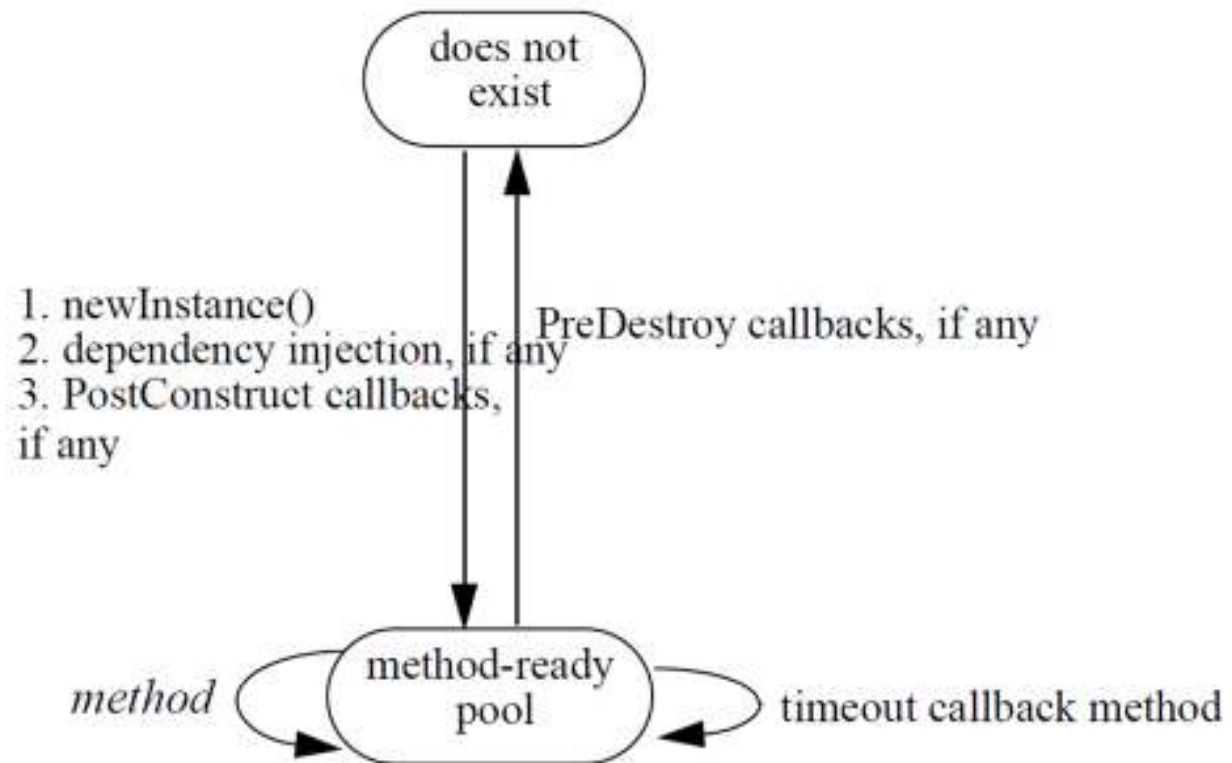 does not
exist
1. newInstance()
2. dependency injection, if any
3. PostConstruct callbacks,
if any
PreDestroy callbacks, if any
method-ready
pool
method
timeout callback method